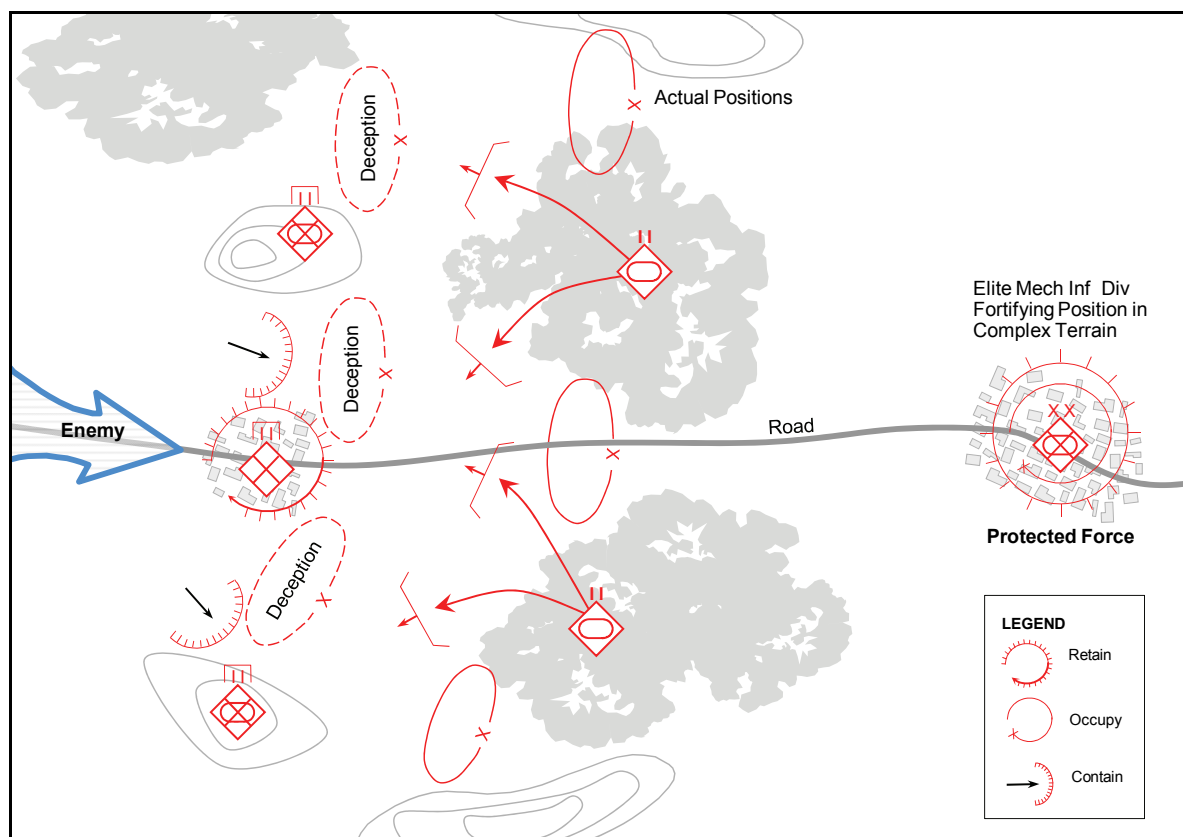 Actual Positions
Deception
Deception
Deception
Enemy
Road
Elite Mech Inf Div
Fortifying Position in
Complex Terrain
Protected Force
LEGEND
Retain
Occupy
Contain